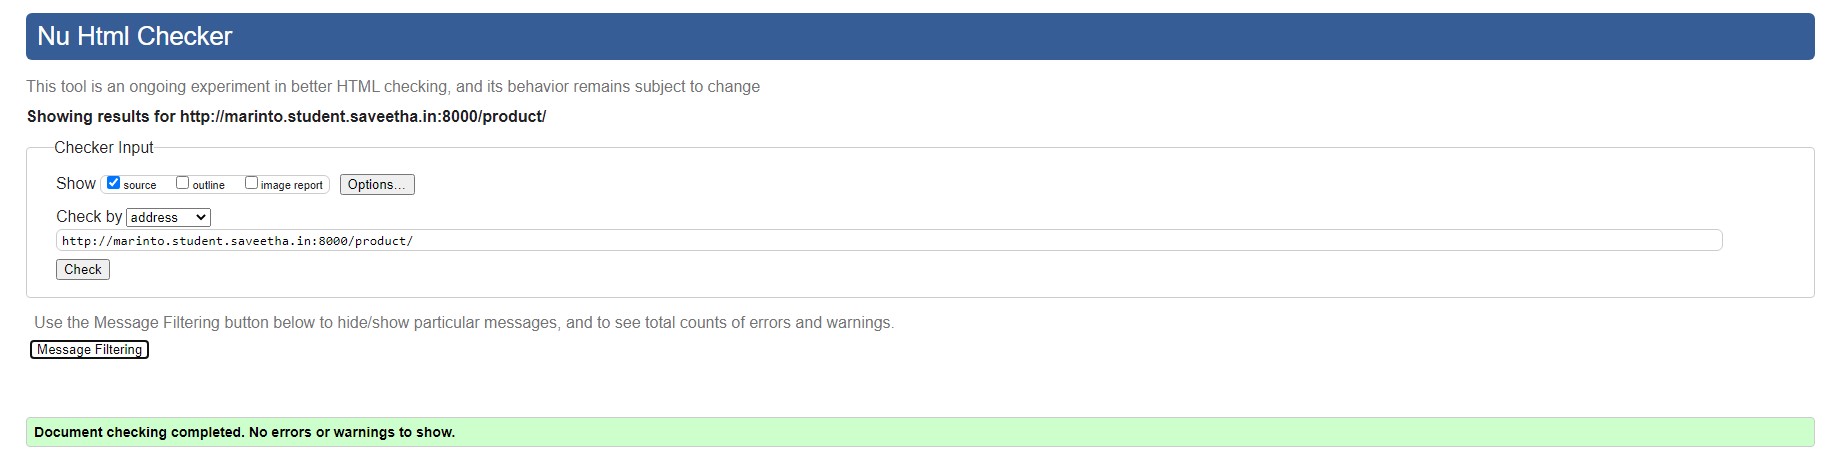 Nu Html Checker
This tool is an ongoing experiment in better HTML checking, and its behavior remains subject to change
Showing results for http://marinto.student.saveetha.in:8000/product/
Checker Input
Show source outline image report Options...
Check by address
http://marinto.student.saveetha.in:8000/product/
Check
Use the Message Filtering button below to hide/show particular messages, and to see total counts of errors and warnings.
Message Filtering
Document checking completed. No errors or warnings to show.